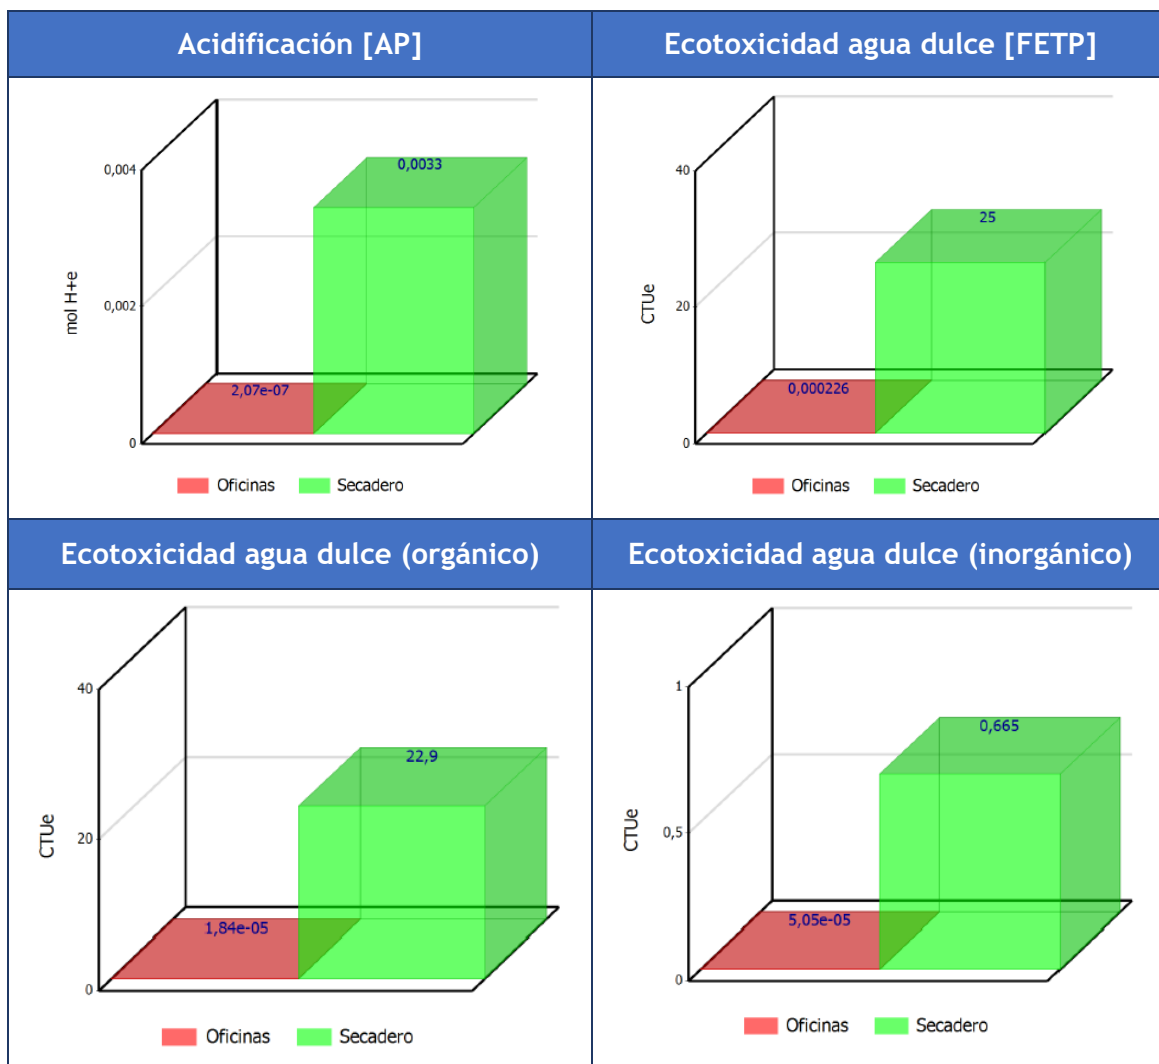 Acidificación [AP]
Ecotoxicidad agua dulce [FETP]
0,004
0,002
0
mol H+e
0,0033
2,07e-07
Oficinas Secadero
40
20
0
CTUe
25
0,000226
Oficinas Secadero
Ecotoxicidad agua dulce (orgánico)
Ecotoxicidad agua dulce (inorgánico)
40
20
0
CTUe
22,9
1,84e-05
Oficinas Secadero
1
0,5
0
CTUe
0,665
5,05e-05
Oficinas Secadero